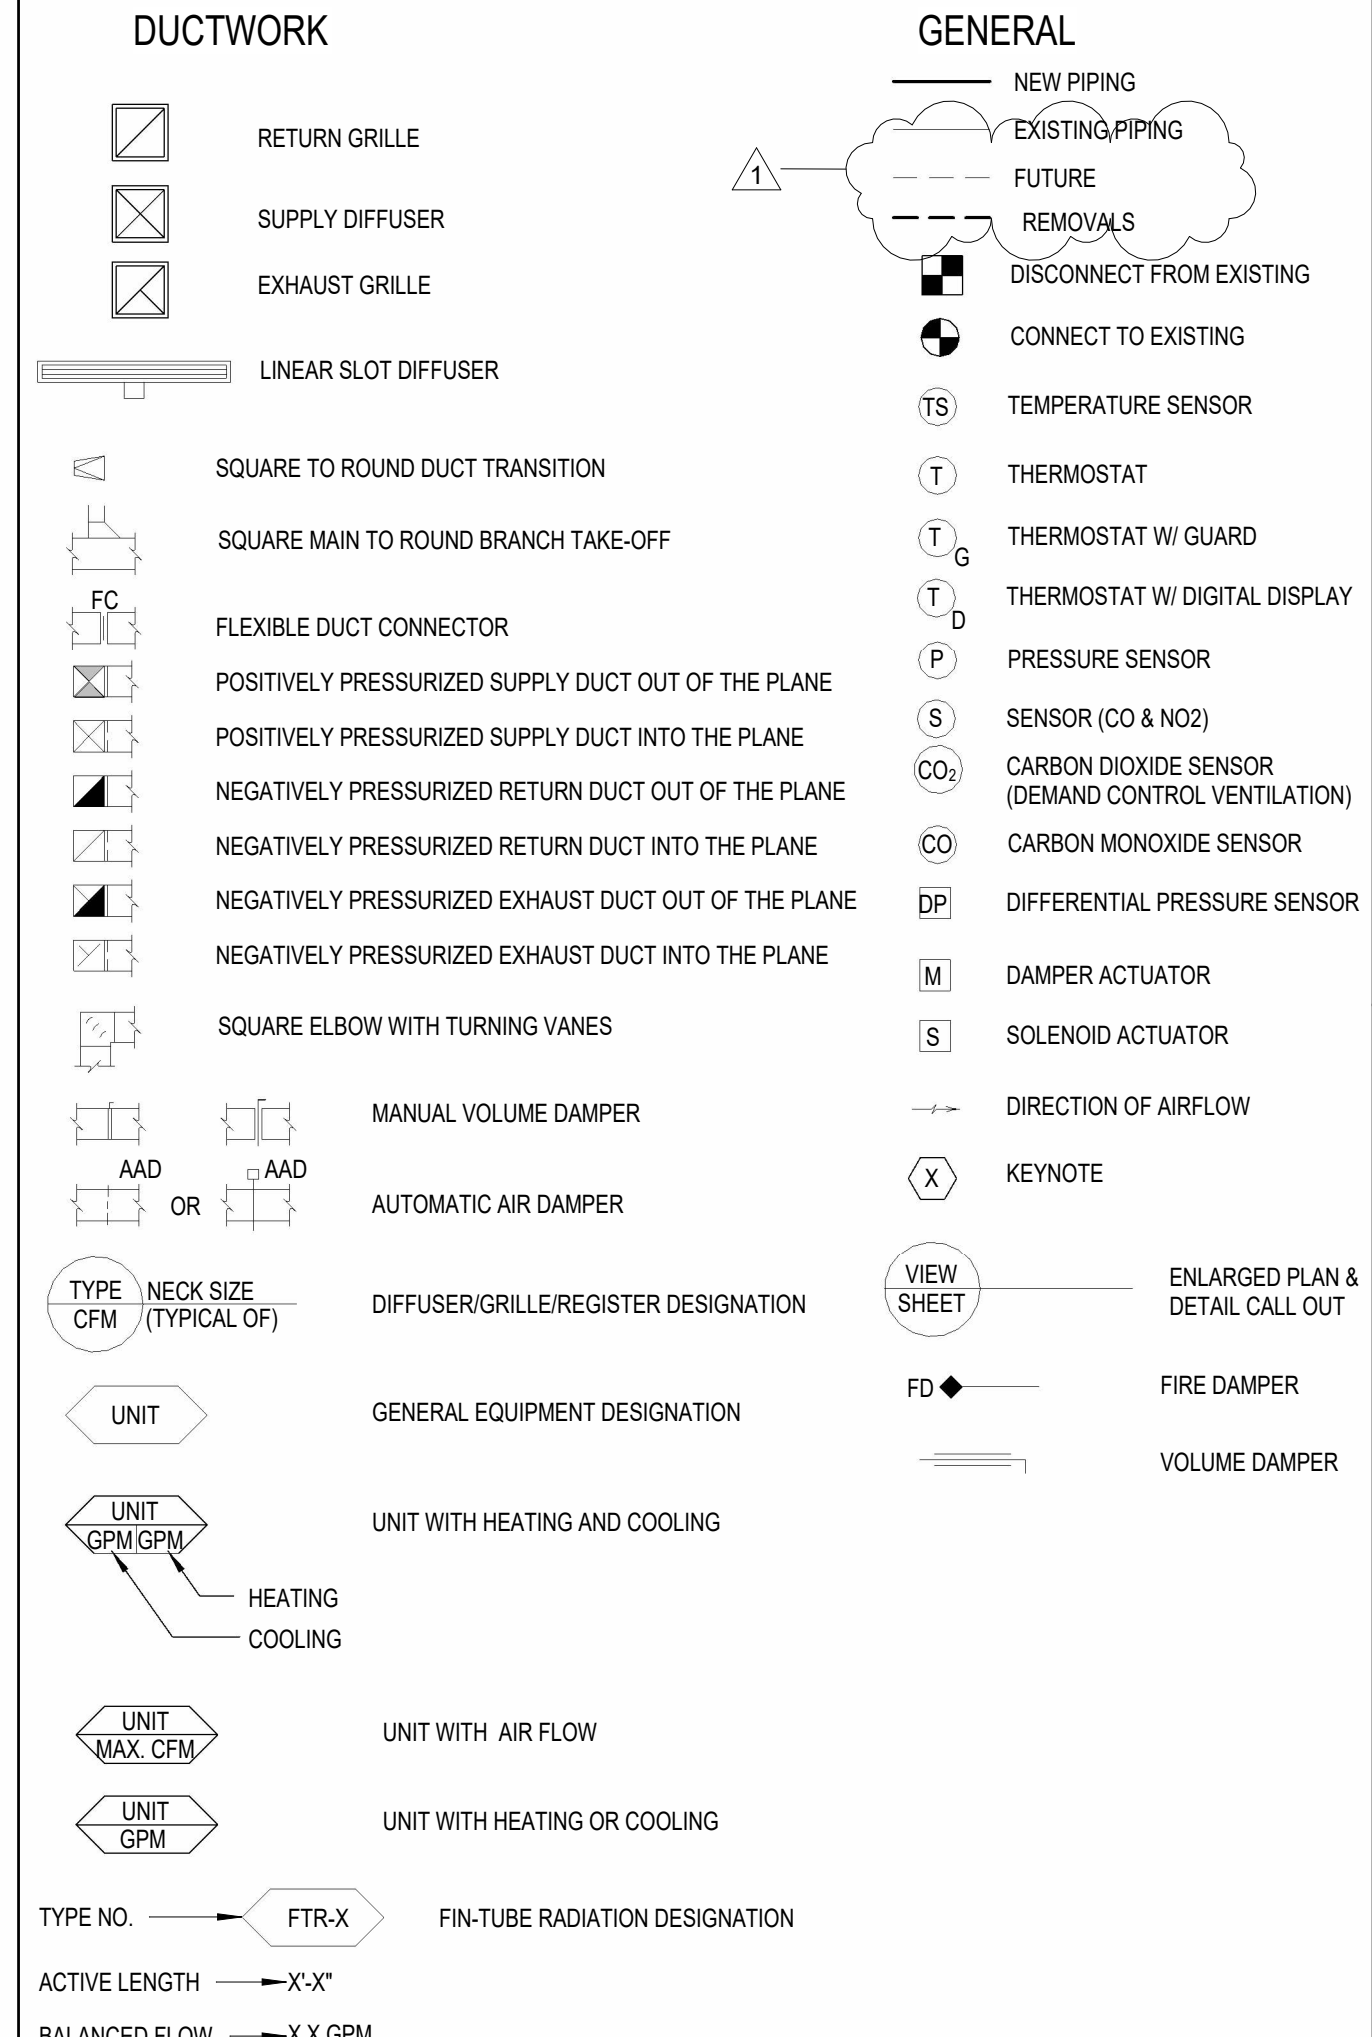 DUCTWORK
RETURN GRILLE
SUPPLY DIFFUSER
EXHAUST GRILLE
LINEAR SLOT DIFFUSER
SQUARE TO ROUND DUCT TRANSITION
SQUARE MAIN TO ROUND BRANCH TAKE-OFF
FC
FLEXIBLE DUCT CONNECTOR
POSITIVELY PRESSURIZED SUPPLY DUCT OUT OF THE PLANE
POSITIVELY PRESSURIZED SUPPLY DUCT INTO THE PLANE
NEGATIVELY PRESSURIZED RETURN DUCT OUT OF THE PLANE
NEGATIVELY PRESSURIZED RETURN DUCT INTO THE PLANE
NEGATIVELY PRESSURIZED EXHAUST DUCT OUT OF THE PLANE
NEGATIVELY PRESSURIZED EXHAUST DUCT INTO THE PLANE
SQUARE ELBOW WITH TURNING VANES
MANUAL VOLUME DAMPER
AAD AAD
OR AUTOMATIC AIR DAMPER
TYPE NECK SIZE
CFM (TYPICAL OF)
DIFFUSER/GRILLE/REGISTER DESIGNATION
UNIT GENERAL EQUIPMENT DESIGNATION
UNIT
GPM GPM
UNIT WITH HEATING AND COOLING
HEATING
COOLING
UNIT
MAX. CFM
UNIT WITH AIR FLOW
UNIT
GPM
UNIT WITH HEATING OR COOLING
TYPE NO. FTR-X FIN-TUBE RADIATION DESIGNATION
ACTIVE LENGTH X'-X"
BALANCED FLOW X.X GPM
GENERAL
NEW PIPING
EXISTING PIPING
1
FUTURE
REMOVALS
DISCONNECT FROM EXISTING
CONNECT TO EXISTING
TS TEMPERATURE SENSOR
T THERMOSTAT
T G THERMOSTAT W/ GUARD
T D THERMOSTAT W/ DIGITAL DISPLAY
P PRESSURE SENSOR
S SENSOR (CO & NO2)
CO₂ CARBON DIOXIDE SENSOR
(DEMAND CONTROL VENTILATION)
CO CARBON MONOXIDE SENSOR
DP DIFFERENTIAL PRESSURE SENSOR
M DAMPER ACTUATOR
S SOLENOID ACTUATOR
DIRECTION OF AIRFLOW
X KEYNOTE
VIEW
SHEET
ENLARGED PLAN &
DETAIL CALL OUT
FD FIRE DAMPER
VOLUME DAMPER